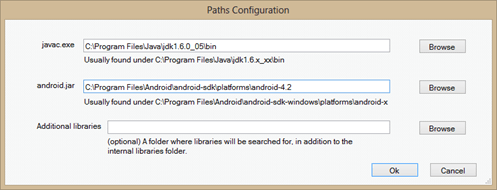 Paths Configuration
javac.exe C:\Program Files\Java\jdk1.6.0_05\bin Browse
Usually found under C:\Program Files\Java\jdk1.6.x_xx\bin
android.jar C:\Program Files\Android\android-sdk\platforms\android-4.2 Browse
Usually found under C:\Program Files\Android\android-sdk-windows\platforms\android-x
Additional libraries Browse
(optional) A folder where libraries will be searched for, in addition to the
internal libraries folder.
Ok Cancel